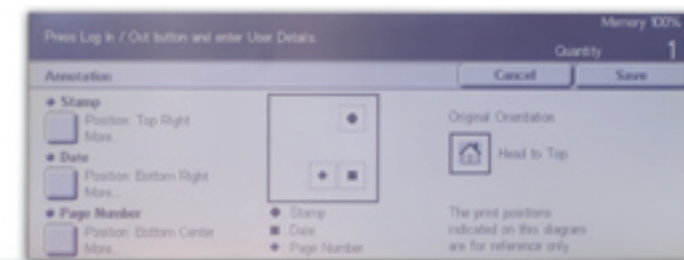 Memory 100%
Press Log In / Out button and enter User Details.
Quantity 1
Annotation
Cancel
Save
Stamp
Position: Top Right
More...
Date
Position: Bottom Right
More...
Page Number
Position: Bottom Center
More...
Stamp
Date
Page Number
Original Orientation
Head to Top
The print positions
indicated on this diagram
are for reference only.